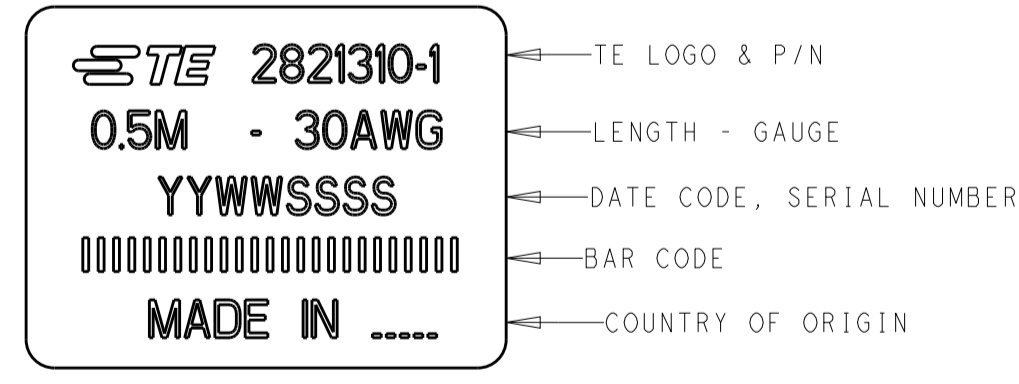 TE 2821310-1 TE LOGO & P/N
0.5M - 30AWG LENGTH - GAUGE
YYWWSSSS DATE CODE, SERIAL NUMBER
BAR CODE
MADE IN _____ COUNTRY OF ORIGIN